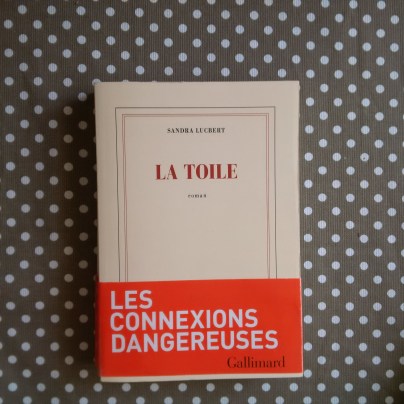 SANDRA LUCBERT
LA TOILE
roman
LES
CONNEXIONS
DANGEREUSES
Gallimard